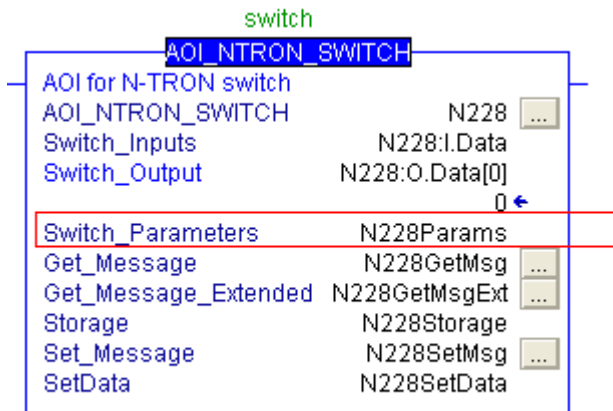 switch
AOI_NTRON_SWITCH
AOI for N-TRON switch
AOI_NTRON_SWITCH N228 ...
Switch_Inputs N228:I.Data
Switch_Output N228:O.Data[0]
0
Switch_Parameters N228Params
Get_Message N228GetMsg ...
Get_Message_Extended N228GetMsgExt ...
Storage N228Storage
Set_Message N228SetMsg ...
SetData N228SetData